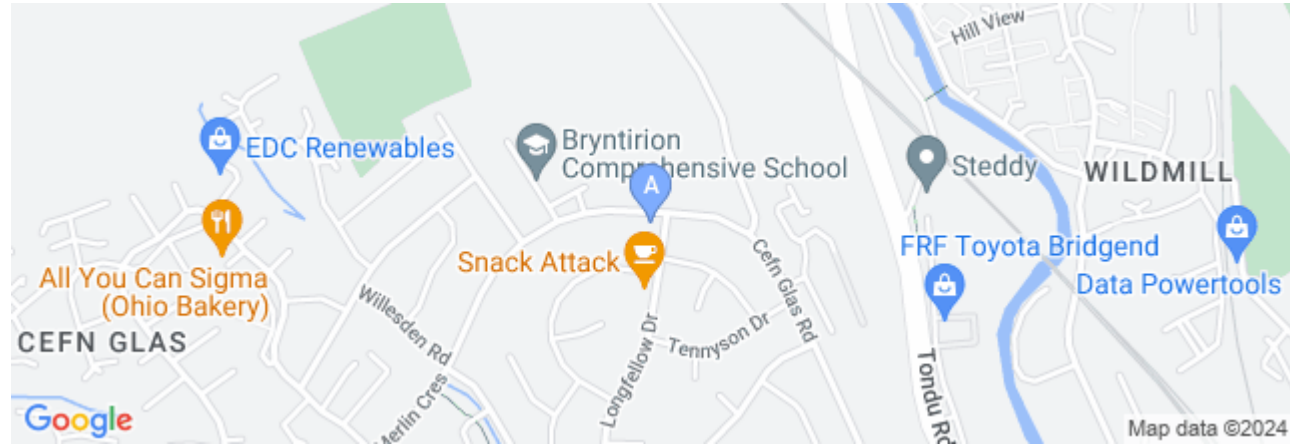 Hill View
EDC Renewables
Bryntirion
Comprehensive School
A
Steddy
WILDMILL
All You Can Sigma
(Ohio Bakery)
Snack Attack
Cefn Glas Rd
FRF Toyota Bridgend
Data Powertools
CEFN GLAS
Willesden Rd
Longfellow Dr
Tennyson Dr
Tondu Rd
Merlin Cres
Google
Map data ©2024